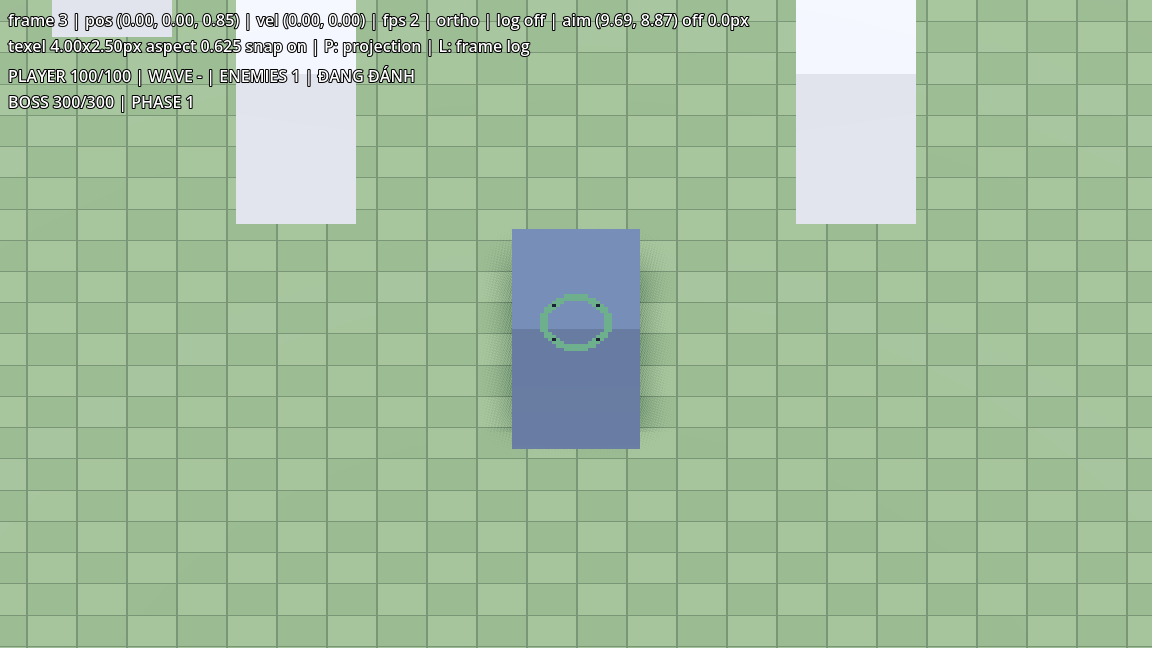 frame 3 | pos (0.00, 0.00, 0.85) | vel (0.00, 0.00) | fps 2 | ortho | log off | aim (9.69, 8.87) off 0.0px
texel 4.00x2.50px aspect 0.625 snap on | P: projection | L: frame log
PLAYER 100/100 | WAVE - | ENEMIES 1 | ĐANG ĐÁNH
BOSS 300/300 | PHASE 1